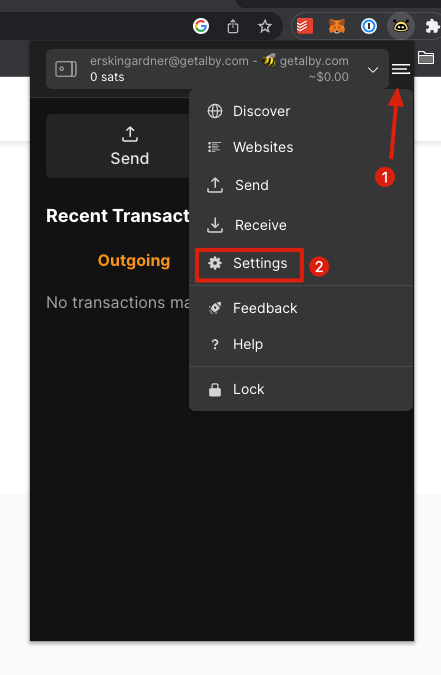 erskingardner@getalby.com - 🐝 getalby.com
0 sats ~$0.00
1
Discover
Websites
Send
Send
Receive
Recent Transact
Outgoing
Settings 2
No transactions ma
Feedback
? Help
Lock